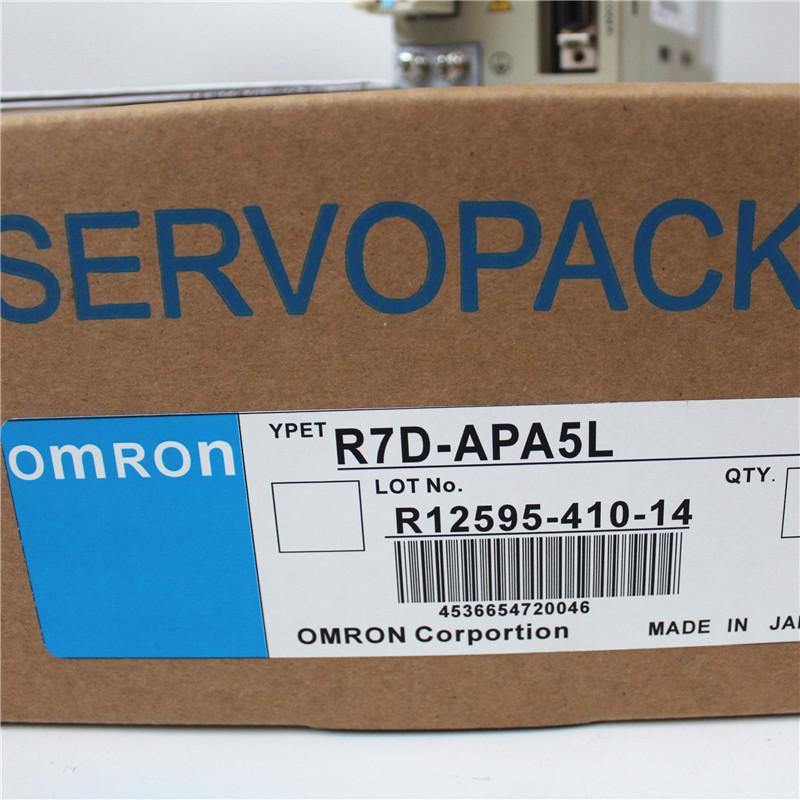 SERVOPACK
OMRON
YPET R7D-APA5L
LOT No.
QTY.
R12595-410-14
4536654720046
OMRON Corportion
MADE IN JA